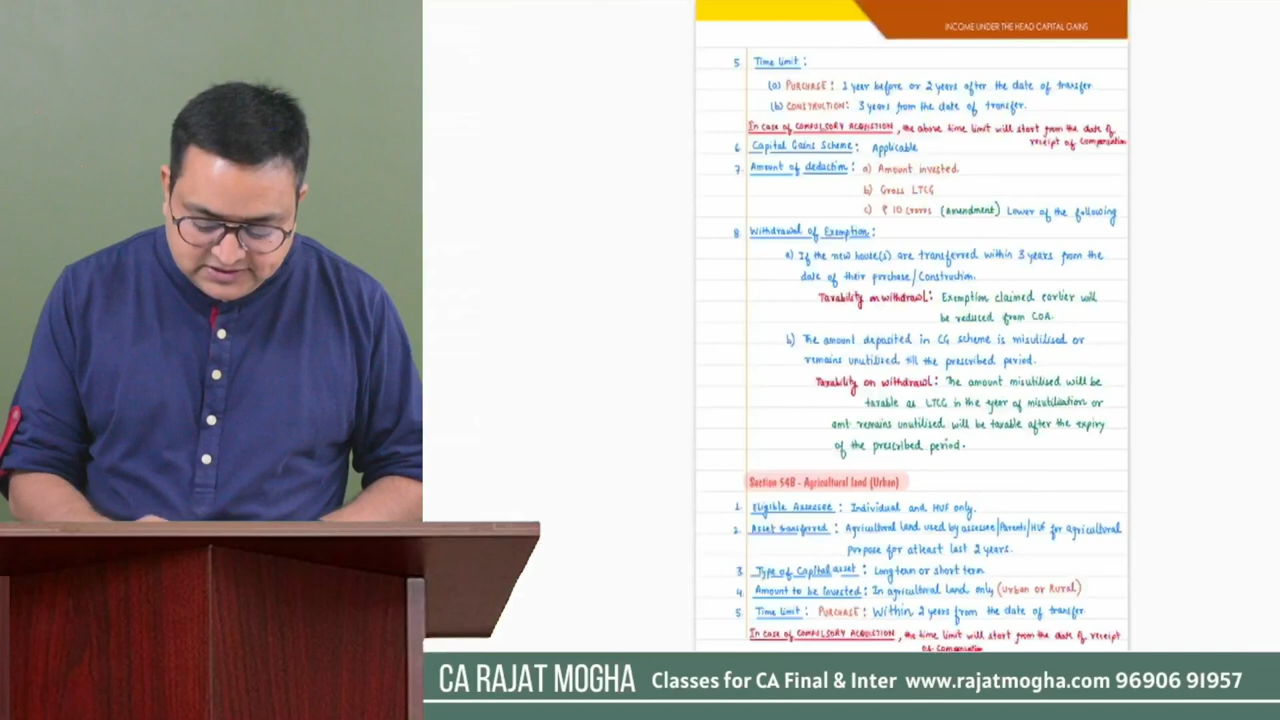 INCOME UNDER THE HEAD CAPITAL GAINS
5. Time limit :
(a) PURCHASE : 1 year before or 2 years after the date of transfer
(b) CONSTRUCTION: 3 years from the date of transfer.
In case of COMPULSORY ACQUISITION, the above time limit will start from the date of
receipt of compensation
6. Capital Gains Scheme : Applicable
7. Amount of deduction : a) Amount invested.
b) Gross LTCG
c) ₹ 10 crores (Amendment) Lower of the following
8. Withdrawal of Exemption :
a) If the new house(s) are transferred within 3 years from the
date of their purchase/Construction.
Taxability on withdrawl : Exemption claimed earlier will
be reduced from COA.
b) The amount deposited in CG scheme is misutilised or
remains unutilised till the prescribed period.
Taxability on withdrawl : The amount misutilised will be
taxable as LTCG in the year of misutilisation or
amt remains unutilised will be taxable after the expiry
of the prescribed period.
Section 54B - Agricultural land (Urban)
1. Eligible Assessee : Individual and HUF only.
2. Asset transferred : Agricultural Land used by assessee/Parents/HUF for agricultural
propose for atleast last 2 years.
3. Type of Capital asset : Long term or short term
4. Amount to be Invested : In agricultural land only (Urban or Rural)
5. Time limit : PURCHASE : Within 2 years from the date of transfer
In case of COMPULSORY ACQUISITION, the time limit will start from the date of receipt
of compensation
CA RAJAT MOGHA Classes for CA Final & Inter www.rajatmogha.com 96906 91957